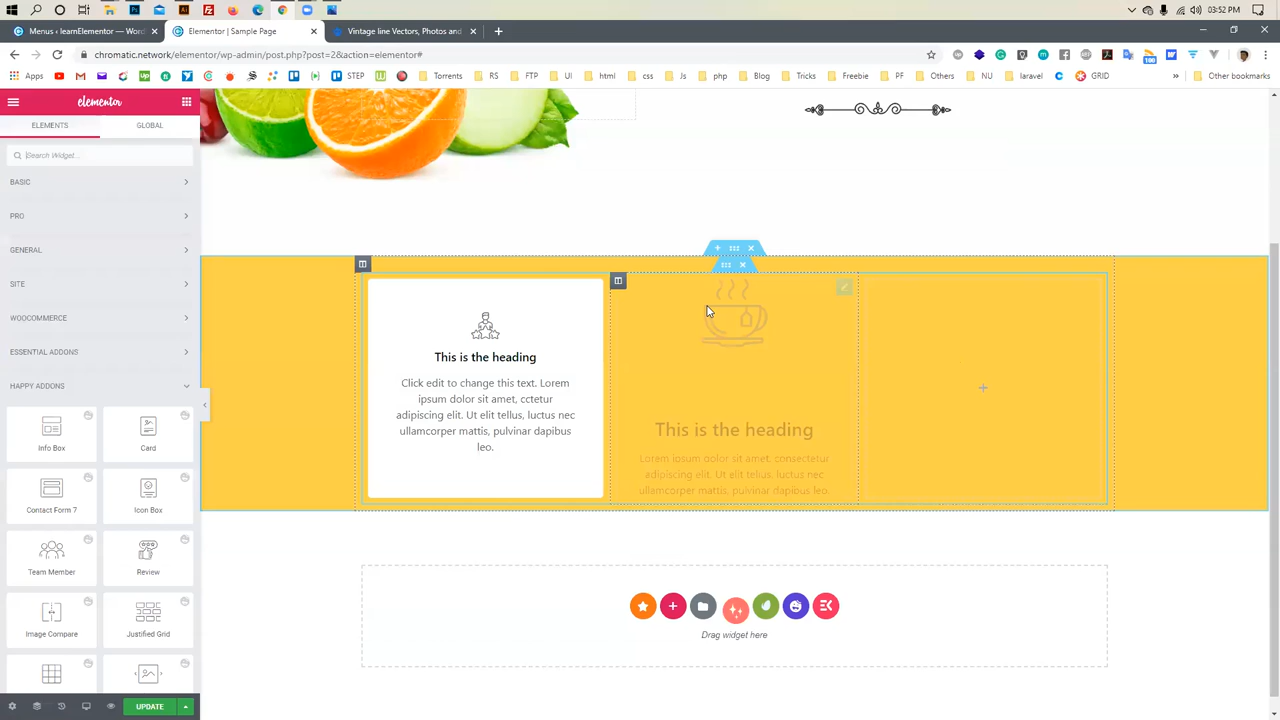 03:52 PM
Menus ‹ learnElementor — Word
Elementor | Sample Page
Vintage line Vectors, Photos and
chromatic.network/elementor/wp-admin/post.php?post=2&action=elementor#
Apps
STEP
Torrents
RS
FTP
UI
html
css
Js
php
Blog
Tricks
Freebie
PF
Others
NU
laravel
GRID
»
Other bookmarks
elementor
ELEMENTS
GLOBAL
Search Widget...
BASIC
PRO
GENERAL
SITE
WOOCOMMERCE
ESSENTIAL ADDONS
HAPPY ADDONS
Info Box
Card
Contact Form 7
Icon Box
Team Member
Review
Image Compare
Justified Grid
UPDATE
This is the heading
Click edit to change this text. Lorem
ipsum dolor sit amet, cctetur
adipiscing elit. Ut elit tellus, luctus nec
ullamcorper mattis, pulvinar dapibus
leo.
This is the heading
Lorem ipsum dolor sit amet, consectetur
adipiscing elit. Ut elit tellus, luctus nec
ullamcorper mattis, pulvinar dapibus leo.
Drag widget here